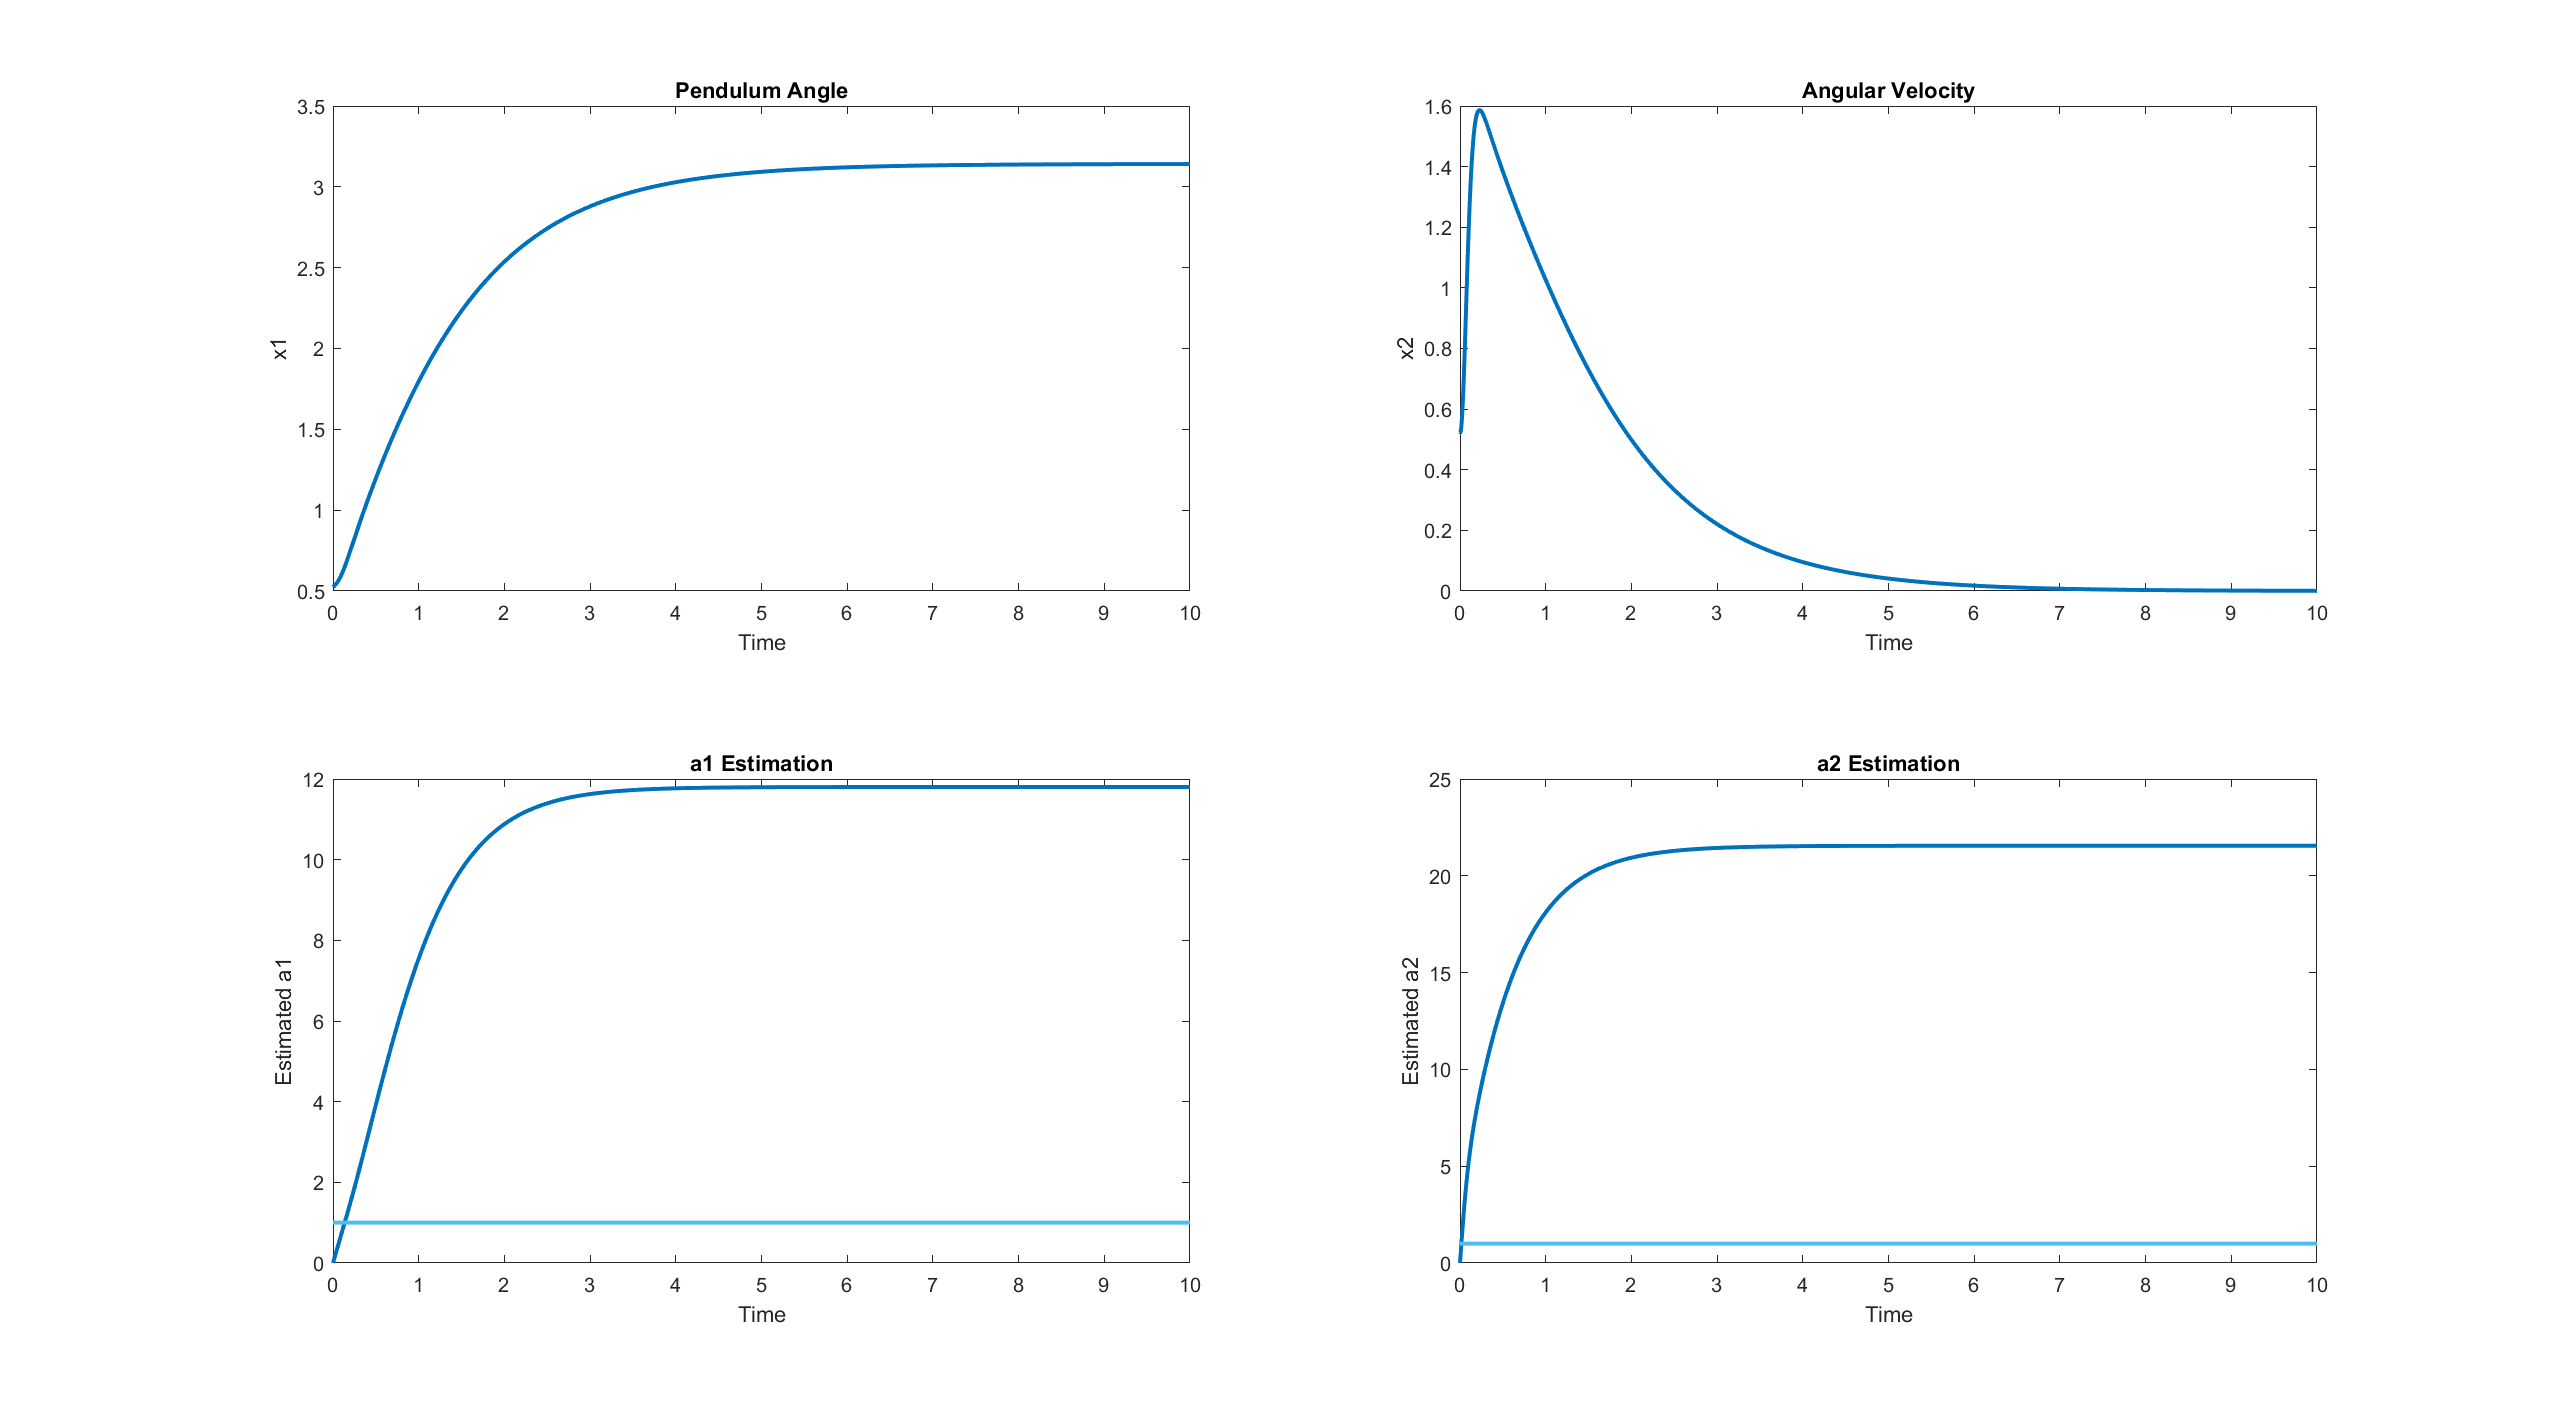 Pendulum Angle
3.5
3
2.5
2
1.5
1
0.5
x1
0 1 2 3 4 5 6 7 8 9 10
Time
Angular Velocity
1.6
1.4
1.2
1
0.8
0.6
0.4
0.2
0
x2
0 1 2 3 4 5 6 7 8 9 10
Time
a1 Estimation
12
10
8
6
4
2
0
Estimated a1
0 1 2 3 4 5 6 7 8 9 10
Time
a2 Estimation
25
20
15
10
5
0
Estimated a2
0 1 2 3 4 5 6 7 8 9 10
Time